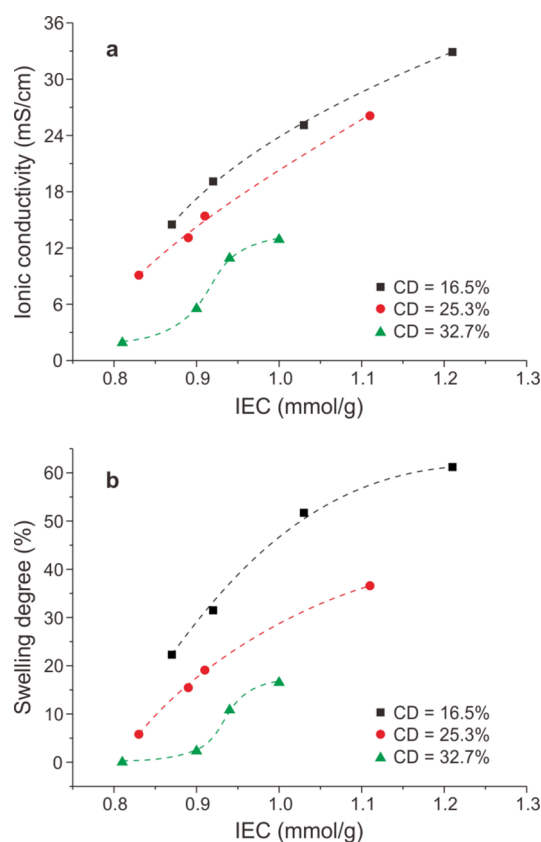 a
Ionic conductivity (mS/cm)
36
30
24
18
12
6
0
CD = 16.5%
CD = 25.3%
CD = 32.7%
0.8 0.9 1.0 1.1 1.2 1.3
IEC (mmol/g)
b
Swelling degree (%)
60
50
40
30
20
10
0
CD = 16.5%
CD = 25.3%
CD = 32.7%
0.8 0.9 1.0 1.1 1.2 1.3
IEC (mmol/g)